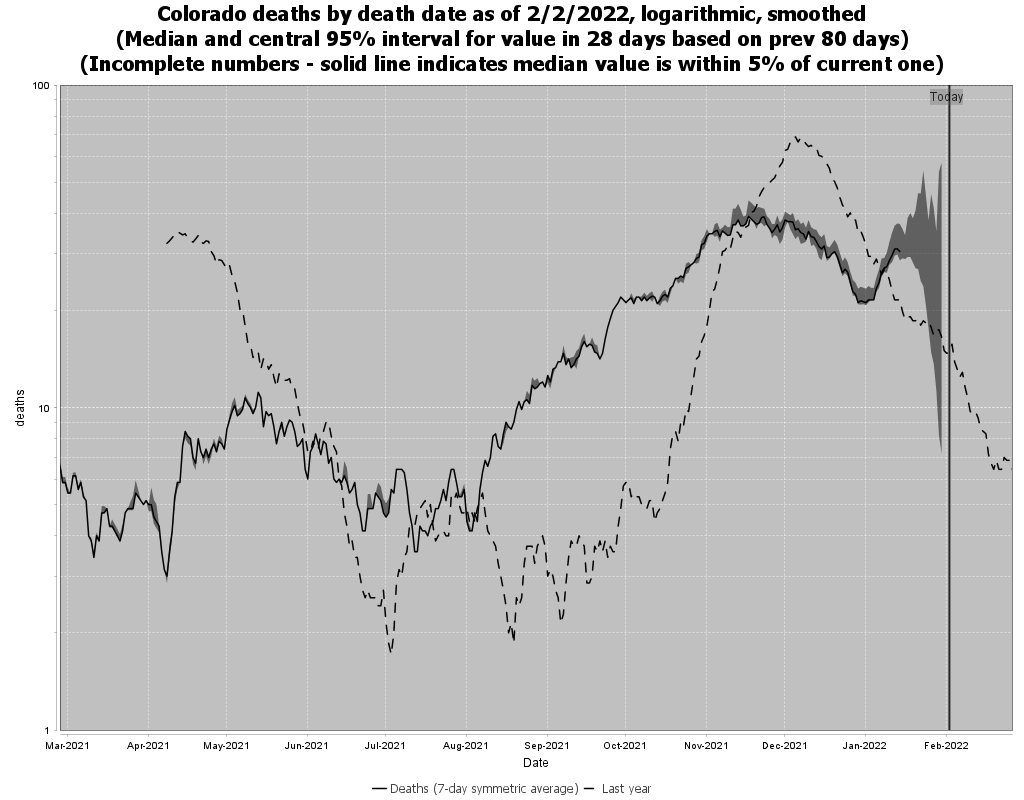 Colorado deaths by death date as of 2/2/2022, logarithmic, smoothed
(Median and central 95% interval for value in 28 days based on prev 80 days)
(Incomplete numbers - solid line indicates median value is within 5% of current one)
100
Today
deaths
10
1
Mar-2021 Apr-2021 May-2021 Jun-2021 Jul-2021 Aug-2021 Sep-2021 Oct-2021 Nov-2021 Dec-2021 Jan-2022 Feb-2022
Date
Deaths (7-day symmetric average) Last year